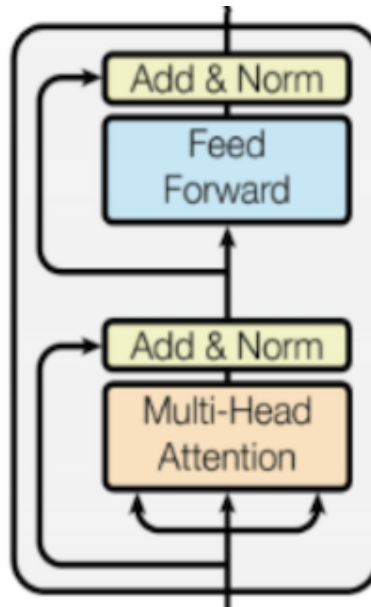 Add & Norm
Feed
Forward
Add & Norm
Multi-Head
Attention